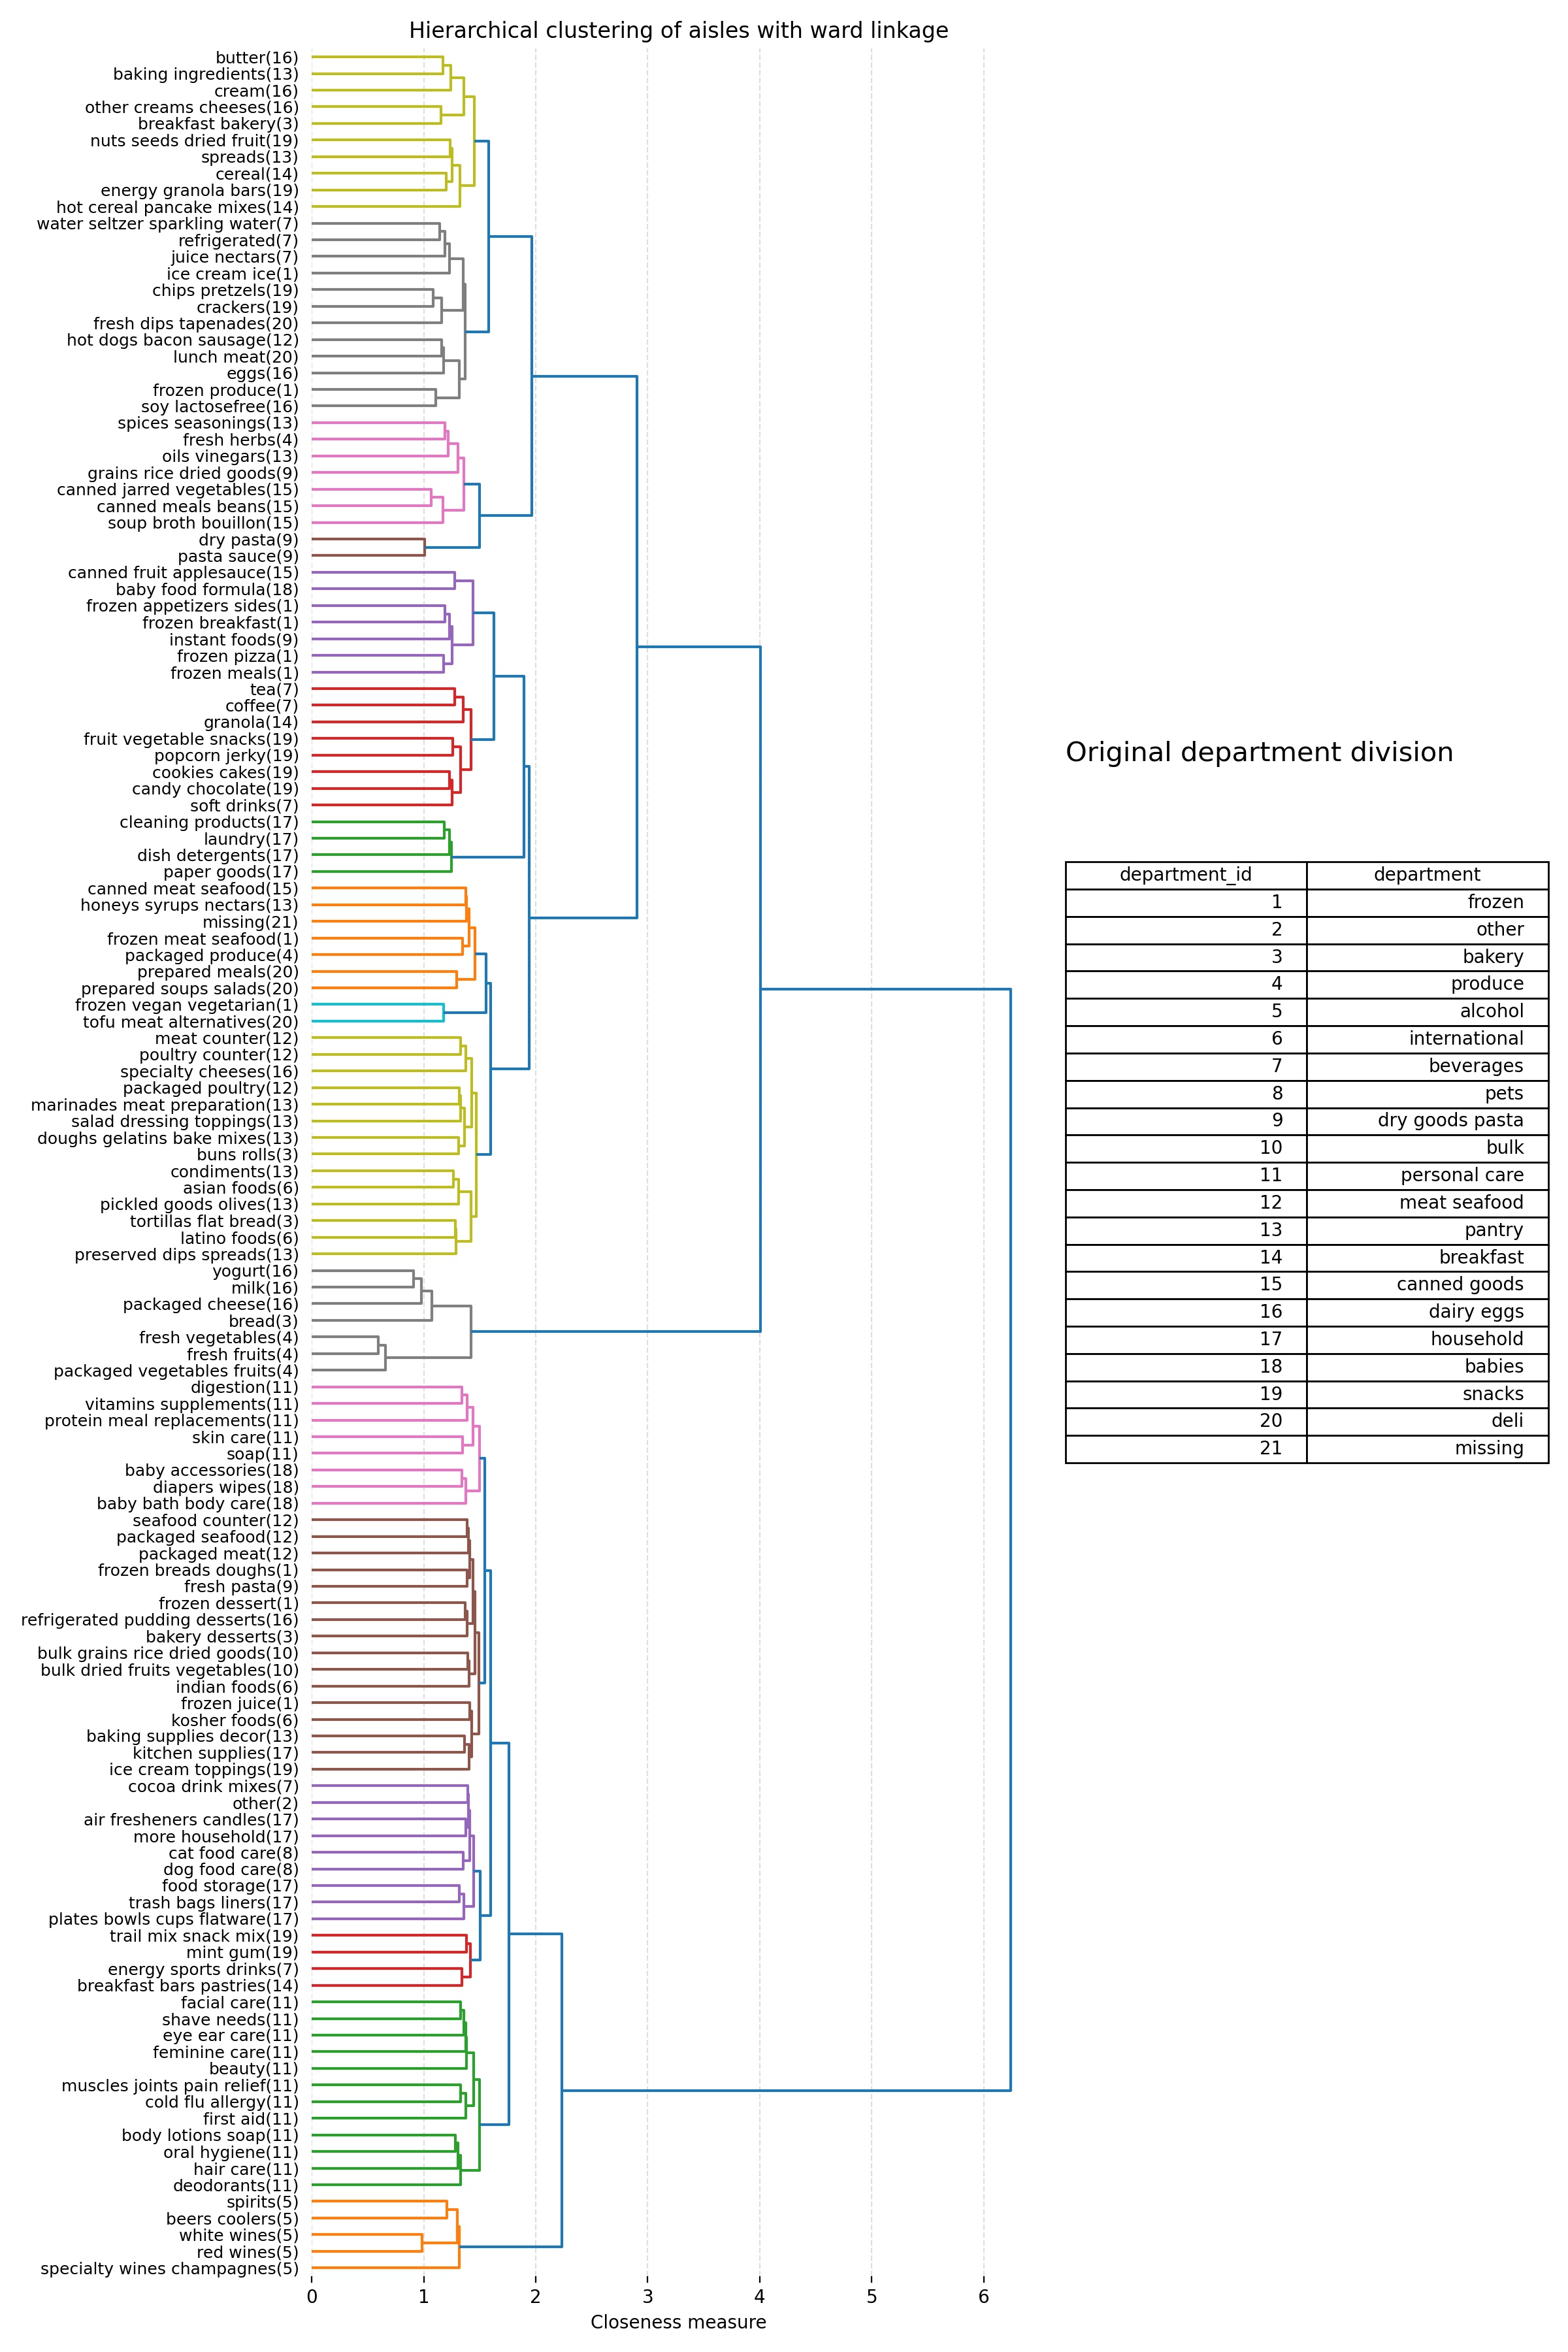 Hierarchical clustering of aisles with ward linkage
butter(16)
baking ingredients(13)
cream(16)
other creams cheeses(16)
breakfast bakery(3)
nuts seeds dried fruit(19)
spreads(13)
cereal(14)
energy granola bars(19)
hot cereal pancake mixes(14)
water seltzer sparkling water(7)
refrigerated(7)
juice nectars(7)
ice cream ice(1)
chips pretzels(19)
crackers(19)
fresh dips tapenades(20)
hot dogs bacon sausage(12)
lunch meat(20)
eggs(16)
frozen produce(1)
soy lactosefree(16)
spices seasonings(13)
fresh herbs(4)
oils vinegars(13)
grains rice dried goods(9)
canned jarred vegetables(15)
canned meals beans(15)
soup broth bouillon(15)
dry pasta(9)
pasta sauce(9)
canned fruit applesauce(15)
baby food formula(18)
frozen appetizers sides(1)
frozen breakfast(1)
instant foods(9)
frozen pizza(1)
frozen meals(1)
tea(7)
coffee(7)
granola(14)
fruit vegetable snacks(19)
popcorn jerky(19)
cookies cakes(19)
candy chocolate(19)
soft drinks(7)
cleaning products(17)
laundry(17)
dish detergents(17)
paper goods(17)
canned meat seafood(15)
honeys syrups nectars(13)
missing(21)
frozen meat seafood(1)
packaged produce(4)
prepared meals(20)
prepared soups salads(20)
frozen vegan vegetarian(1)
tofu meat alternatives(20)
meat counter(12)
poultry counter(12)
specialty cheeses(16)
packaged poultry(12)
marinades meat preparation(13)
salad dressing toppings(13)
doughs gelatins bake mixes(13)
buns rolls(3)
condiments(13)
asian foods(6)
pickled goods olives(13)
tortillas flat bread(3)
latino foods(6)
preserved dips spreads(13)
yogurt(16)
milk(16)
packaged cheese(16)
bread(3)
fresh vegetables(4)
fresh fruits(4)
packaged vegetables fruits(4)
digestion(11)
vitamins supplements(11)
protein meal replacements(11)
skin care(11)
soap(11)
baby accessories(18)
diapers wipes(18)
baby bath body care(18)
seafood counter(12)
packaged seafood(12)
packaged meat(12)
frozen breads doughs(1)
fresh pasta(9)
frozen dessert(1)
refrigerated pudding desserts(16)
bakery desserts(3)
bulk grains rice dried goods(10)
bulk dried fruits vegetables(10)
indian foods(6)
frozen juice(1)
kosher foods(6)
baking supplies decor(13)
kitchen supplies(17)
ice cream toppings(19)
cocoa drink mixes(7)
other(2)
air fresheners candles(17)
more household(17)
cat food care(8)
dog food care(8)
food storage(17)
trash bags liners(17)
plates bowls cups flatware(17)
trail mix snack mix(19)
mint gum(19)
energy sports drinks(7)
breakfast bars pastries(14)
facial care(11)
shave needs(11)
eye ear care(11)
feminine care(11)
beauty(11)
muscles joints pain relief(11)
cold flu allergy(11)
first aid(11)
body lotions soap(11)
oral hygiene(11)
hair care(11)
deodorants(11)
spirits(5)
beers coolers(5)
white wines(5)
red wines(5)
specialty wines champagnes(5)
0 1 2 3 4 5 6
Closeness measure
Original department division
department_id department
1 frozen
2 other
3 bakery
4 produce
5 alcohol
6 international
7 beverages
8 pets
9 dry goods pasta
10 bulk
11 personal care
12 meat seafood
13 pantry
14 breakfast
15 canned goods
16 dairy eggs
17 household
18 babies
19 snacks
20 deli
21 missing